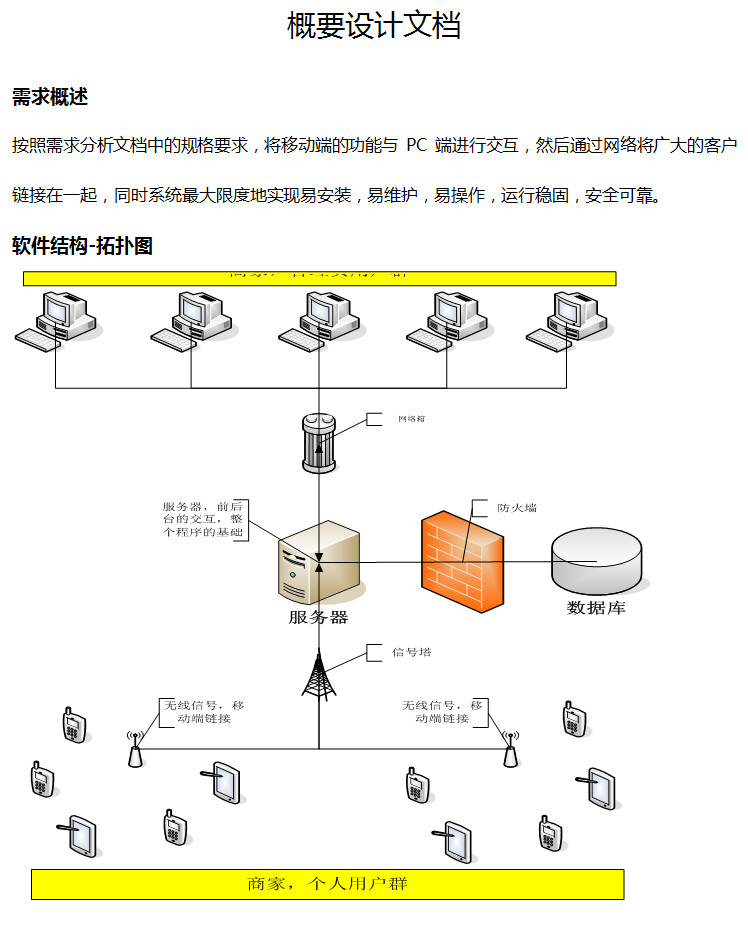 概要设计文档
需求概述
按照需求分析文档中的规格要求，将移动端的功能与 PC 端进行交互，然后通过网络将广大的客户
链接在一起，同时系统最大限度地实现易安装，易维护，易操作，运行稳固，安全可靠。
软件结构-拓扑图
网络箱
服务器，前后
台的交互，整
个程序的基础
防火墙
服务器
数据库
信号塔
无线信号，移
动端链接
无线信号，移
动端链接
商家，个人用户群